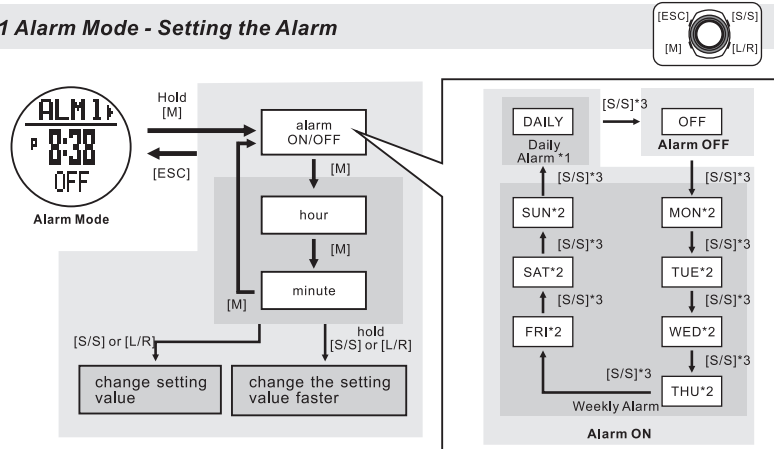 1 Alarm Mode - Setting the Alarm
[ESC]
[S/S]
[M]
[L/R]
ALM 1
P 8:38
OFF
Alarm Mode
Hold
[M]
[ESC]
alarm
ON/OFF
[M]
hour
[M]
minute
[M]
[S/S] or [L/R]
hold
[S/S] or [L/R]
change setting
value
change the setting
value faster
DAILY
Daily
Alarm *1
[S/S]*3
OFF
Alarm OFF
[S/S]*3
[S/S]*3
SUN*2
MON*2
[S/S]*3
[S/S]*3
SAT*2
TUE*2
[S/S]*3
[S/S]*3
FRI*2
WED*2
[S/S]*3
[S/S]*3
THU*2
Weekly Alarm
Alarm ON